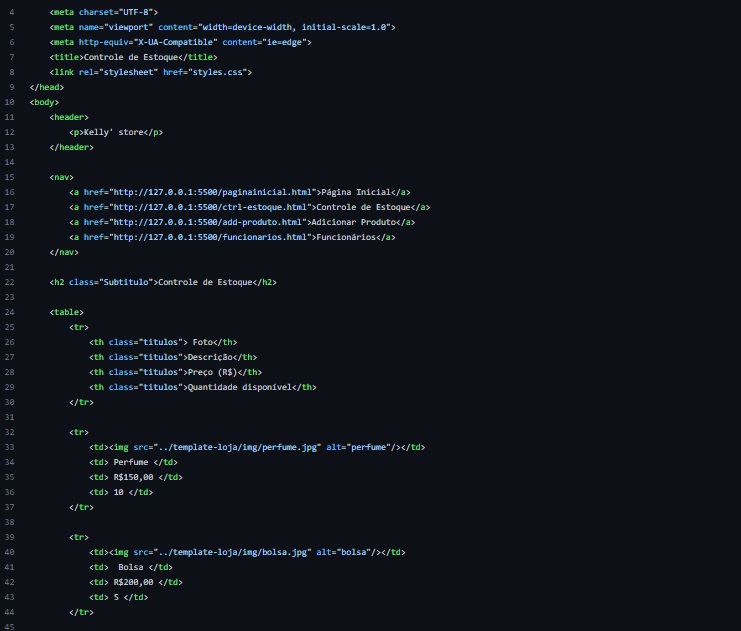 4 <meta charset="UTF-8">
5 <meta name="viewport" content="width=device-width, initial-scale=1.0">
6 <meta http-equiv="X-UA-Compatible" content="ie=edge">
7 <title>Controle de Estoque</title>
8 <link rel="stylesheet" href="styles.css">
9 </head>
10 <body>
11 <header>
12 <p>Kelly' store</p>
13 </header>
14
15 <nav>
16 <a href="http://127.0.0.1:5500/paginainicial.html">Página Inicial</a>
17 <a href="http://127.0.0.1:5500/ctrl-estoque.html">Controle de Estoque</a>
18 <a href="http://127.0.0.1:5500/add-produto.html">Adicionar Produto</a>
19 <a href="http://127.0.0.1:5500/funcionarios.html">Funcionários</a>
20 </nav>
21
22 <h2 class="Subtitulo">Controle de Estoque</h2>
23
24 <table>
25 <tr>
26 <th class="titulos"> Foto</th>
27 <th class="titulos">Descrição</th>
28 <th class="titulos">Preço (R$)</th>
29 <th class="titulos">Quantidade disponível</th>
30 </tr>
31
32 <tr>
33 <td><img src="../template-loja/img/perfume.jpg" alt="perfume"/></td>
34 <td> Perfume </td>
35 <td> R$150,00 </td>
36 <td> 10 </td>
37 </tr>
38
39 <tr>
40 <td><img src="../template-loja/img/bolsa.jpg" alt="bolsa"/></td>
41 <td>  Bolsa </td>
42 <td> R$200,00 </td>
43 <td> 5 </td>
44 </tr>
45